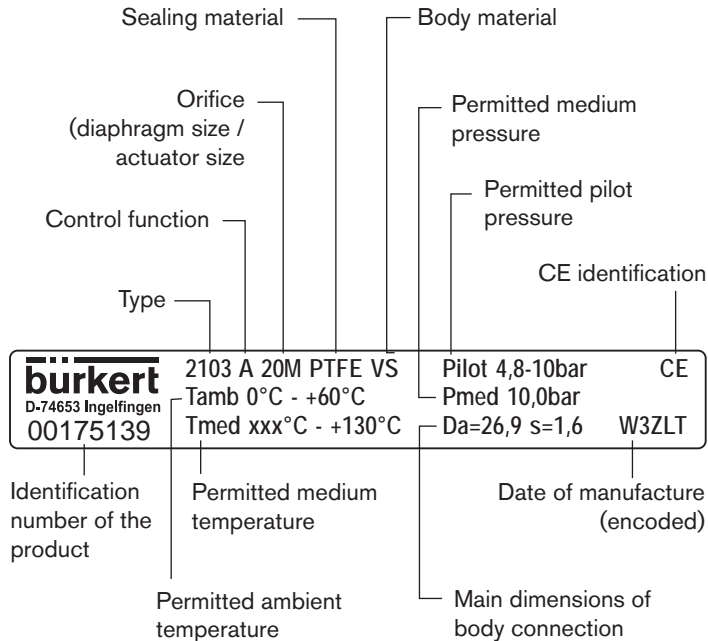 Sealing material
Body material
Orifice
(diaphragm size /
actuator size
Permitted medium
pressure
Control function
Permitted pilot
pressure
Type
CE identification
burkert
D-74653 Ingelfingen
00175139
2103 A 20M PTFE VS
Tamb 0°C - +60°C
Tmed xxx°C - +130°C
Pilot 4,8-10bar
Pmed 10,0bar
Da=26,9 s=1,6
CE
W3ZLT
Identification
number of the
product
Permitted medium
temperature
Date of manufacture
(encoded)
Permitted ambient
temperature
Main dimensions of
body connection